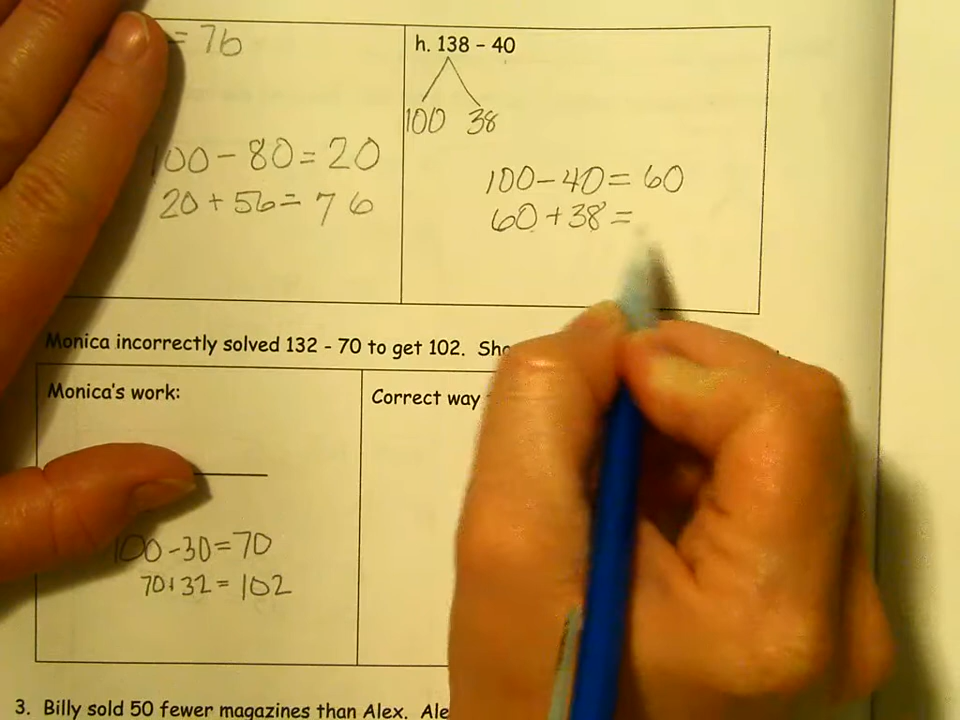 = 76
100 - 80 = 20
20 + 56 = 76
h. 138 - 40
100 38
100 - 40 = 60
60 + 38 =
Monica incorrectly solved 132 - 70 to get 102.
Monica's work:
100 - 30 = 70
70 + 32 = 102
Correct way
3. Billy sold 50 fewer magazines than Alex.